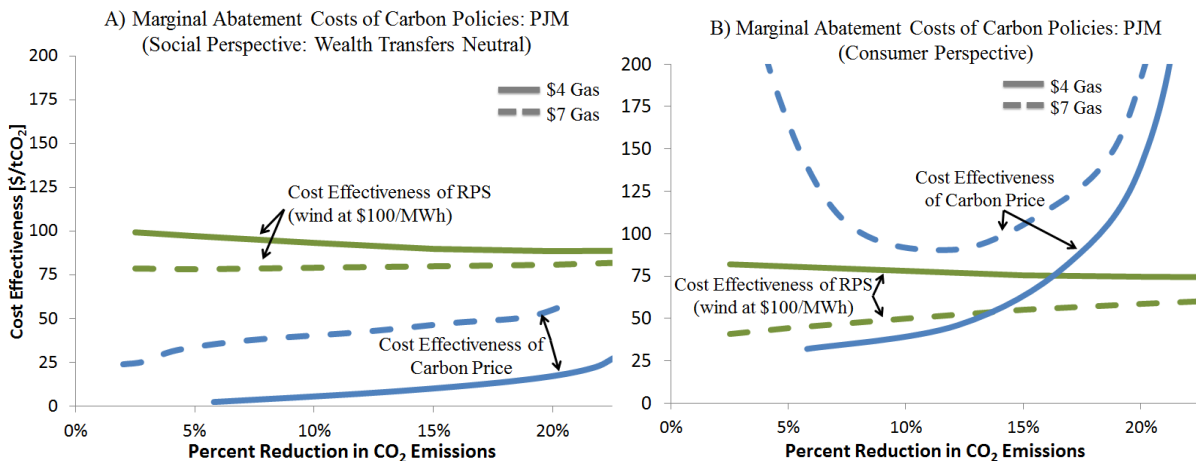 A) Marginal Abatement Costs of Carbon Policies: PJM
(Social Perspective: Wealth Transfers Neutral)
200
175
150
125
100
75
50
25
0
Cost Effectiveness [$/tCO₂]
$4 Gas
$7 Gas
Cost Effectiveness of RPS
(wind at $100/MWh)
Cost Effectiveness of
Carbon Price
0%
5%
10%
15%
20%
Percent Reduction in CO₂ Emissions
B) Marginal Abatement Costs of Carbon Policies: PJM
(Consumer Perspective)
200
175
150
125
100
75
50
25
0
$4 Gas
$7 Gas
Cost Effectiveness
of Carbon Price
Cost Effectiveness of RPS
(wind at $100/MWh)
0%
5%
10%
15%
20%
Percent Reduction in CO₂ Emissions